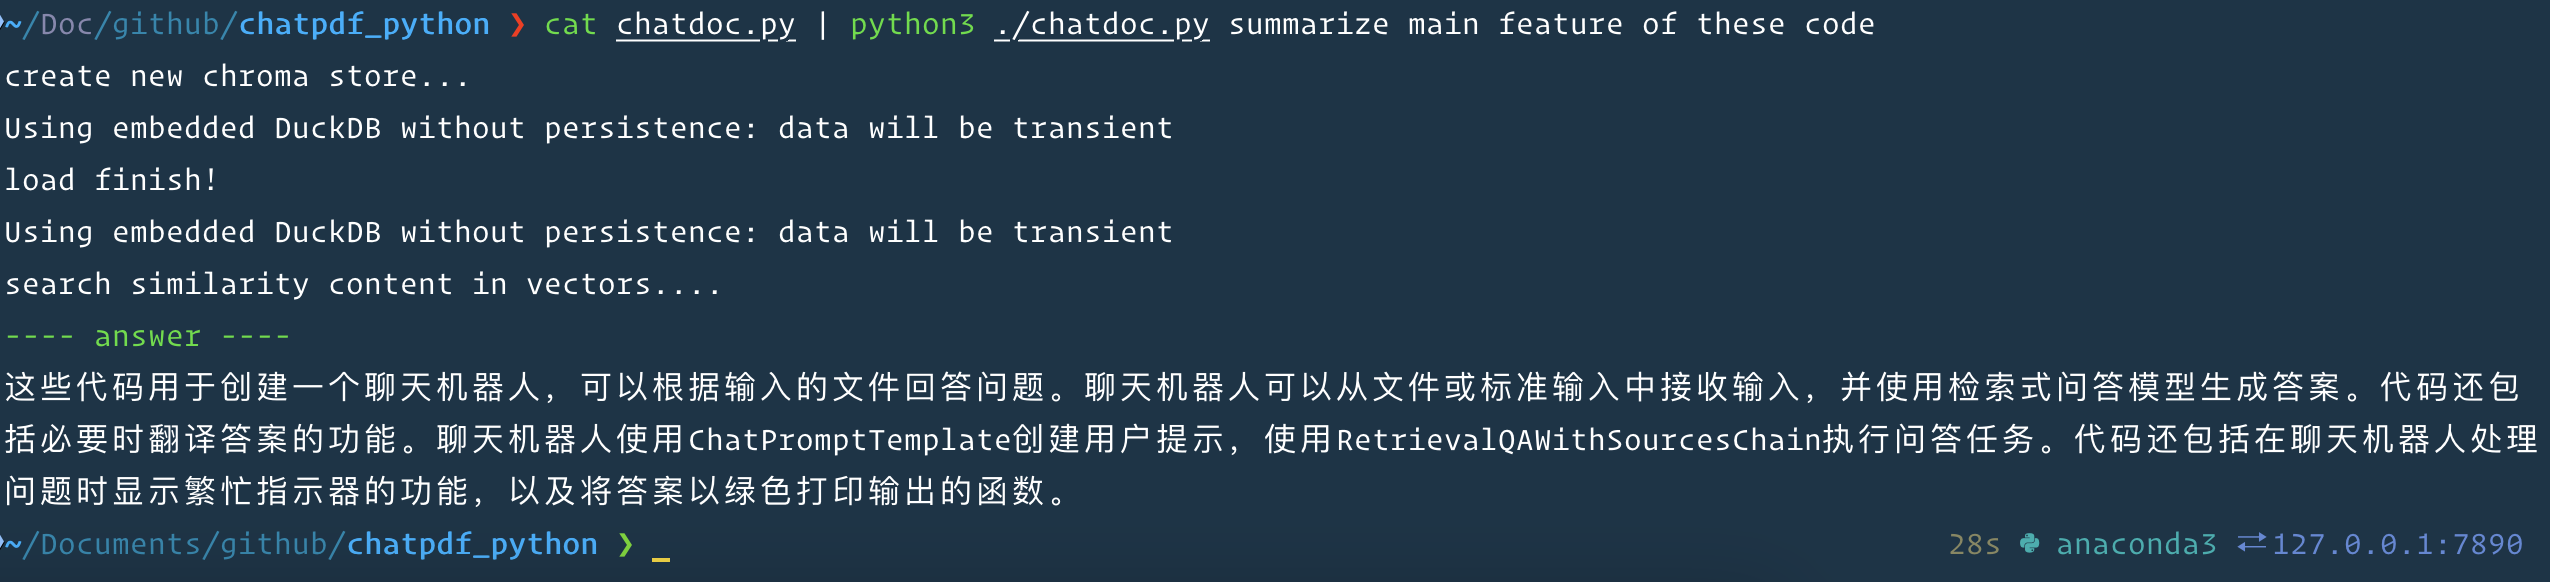 ~/Doc/github/chatpdf_python ❯ cat chatdoc.py | python3 ./chatdoc.py summarize main feature of these code
create new chroma store...
Using embedded DuckDB without persistence: data will be transient
load finish!
Using embedded DuckDB without persistence: data will be transient
search similarity content in vectors....
---- answer ----
这些代码用于创建一个聊天机器人，可以根据输入的文件回答问题。聊天机器人可以从文件或标准输入中接收输入，并使用检索式问答模型生成答案。代码还包
括必要时翻译答案的功能。聊天机器人使用ChatPromptTemplate创建用户提示，使用RetrievalQAWithSourcesChain执行问答任务。代码还包括在聊天机器人处理
问题时显示繁忙指示器的功能，以及将答案以绿色打印输出的函数。
~/Documents/github/chatpdf_python ❯ _ 28s anaconda3 ⇄127.0.0.1:7890